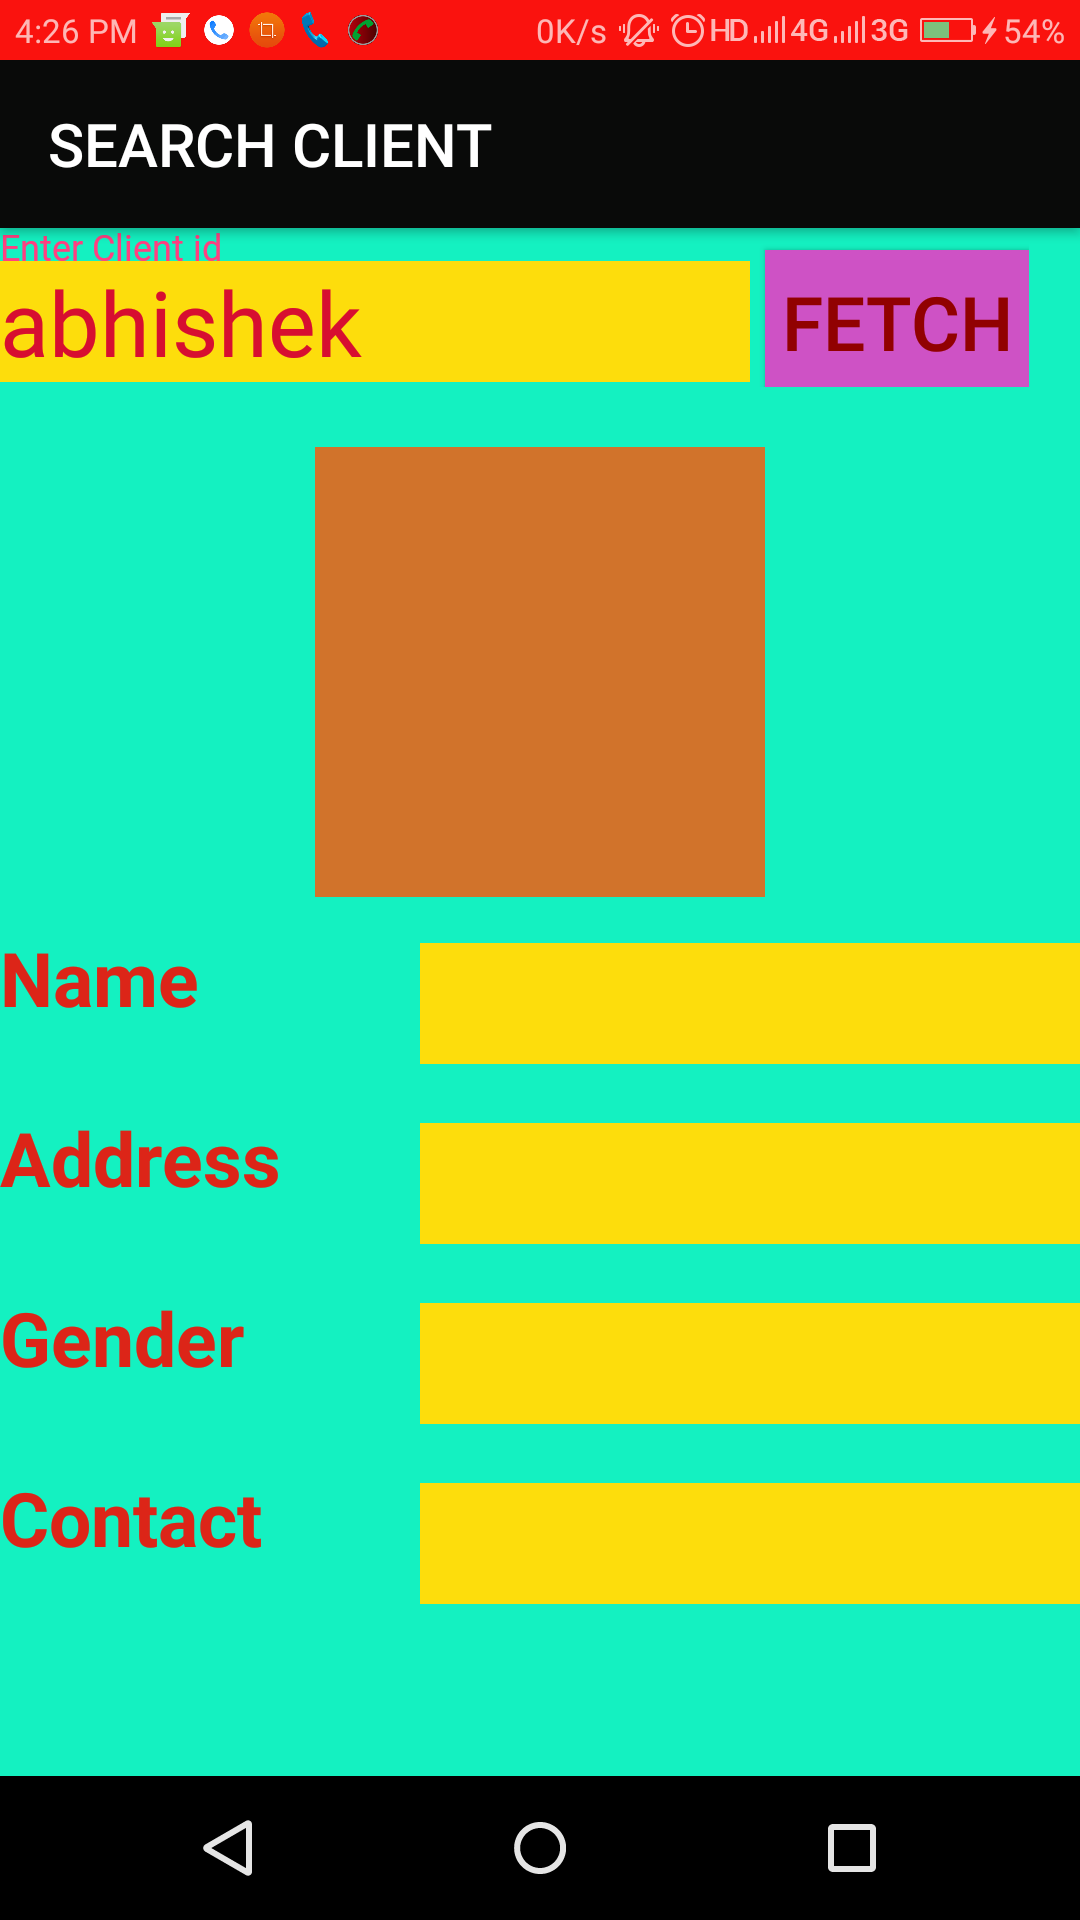 4:26 PM 0K/s HD 4G 3G 54%
SEARCH CLIENT
Enter Client id
abhishek
FETCH
Name
Address
Gender
Contact